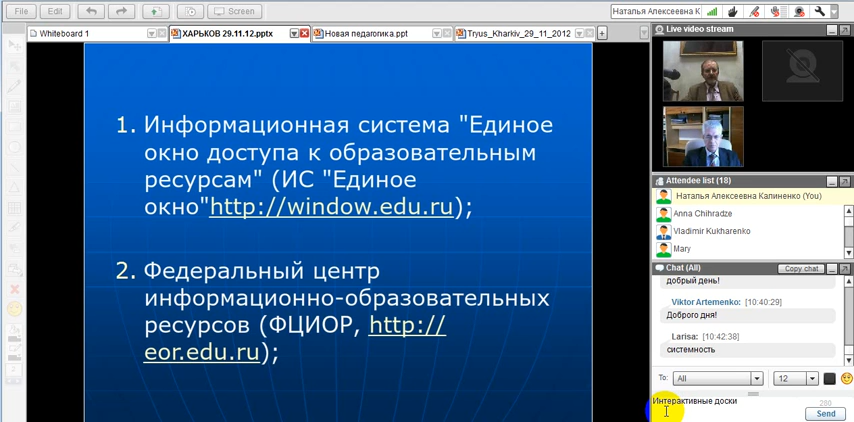 File
Edit
Screen
Наталья Алексеевна К
Whiteboard 1
ХАРЬКОВ 29.11.12.pptx
Новая педагогика.ppt
Tryus_Kharkiv_29_11_2012
Live video stream
1. Информационная система "Единое
окно доступа к образовательным
ресурсам" (ИС "Единое
окно"http://window.edu.ru);
2. Федеральный центр
информационно-образовательных
ресурсов (ФЦИОР, http://
eor.edu.ru);
Attendee list (18)
Наталья Алексеевна Калиненко (You)
Anna Chihradze
Vladimir Kukharenko
Mary
Chat (All)
Copy chat
добрый день!
Viktor Artemenko: [10:40:29]
Доброго дня!
Larisa: [10:42:38]
системность
To: All 12
Интерактивные доски
280
Send